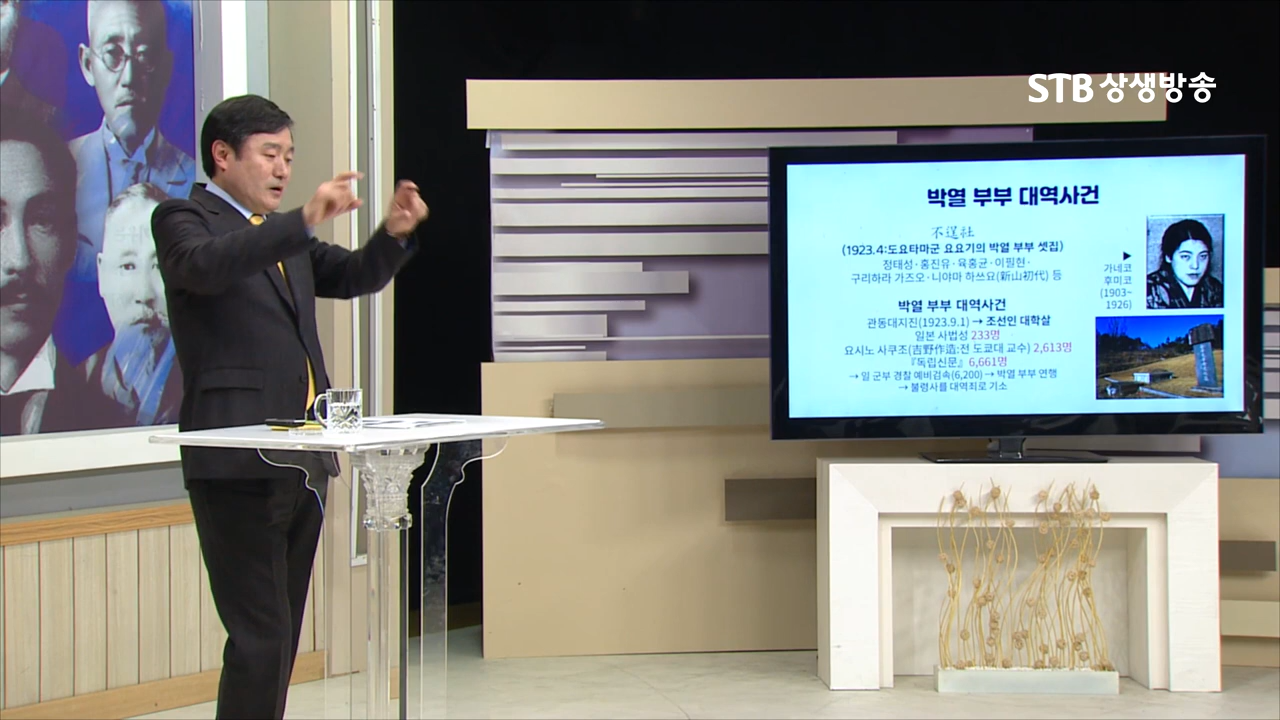 STB 상생방송
박열 부부 대역사건
不逞社
(1923.4:도요타마군 요요기의 박열 부부 셋집)
정태성·홍진유·육홍균·이필현·
구리하라 가즈오·니야마 하쓰요(新山初代) 등
▶
가네코
후미코
(1903~
1926)
박열 부부 대역사건
관동대지진(1923.9.1) → 조선인 대학살
일본 사법성 233명
요시노 사쿠조(吉野作造:전 도쿄대 교수) 2,613명
『독립신문』 6,661명
→ 일 군부 경찰 예비검속(6,200) → 박열 부부 연행
→ 불령사를 대역죄로 기소